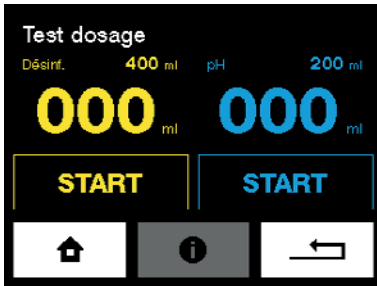 Test dosage
Désinf. 400 ml pH 200 ml
000 ml 000 ml
START START